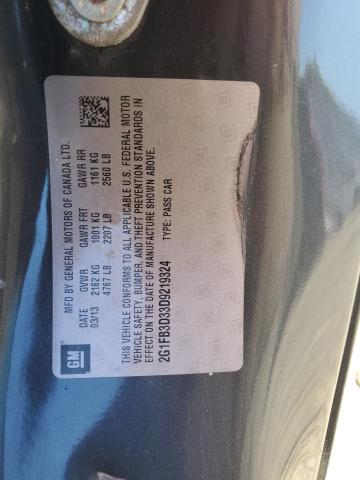 MFD BY GENERAL MOTORS OF CANADA LTD.
DATE GVWR GAWR FRT GAWR RR
03/13 2162 KG 1001 KG 1161 KG
4767 LB 2207 LB 2560 LB
GM
THIS VEHICLE CONFORMS TO ALL APPLICABLE U.S. FEDERAL MOTOR
VEHICLE SAFETY, BUMPER, AND THEFT PREVENTION STANDARDS IN
EFFECT ON THE DATE OF MANUFACTURE SHOWN ABOVE.
2G1FB3D33D9219324 TYPE: PASS CAR